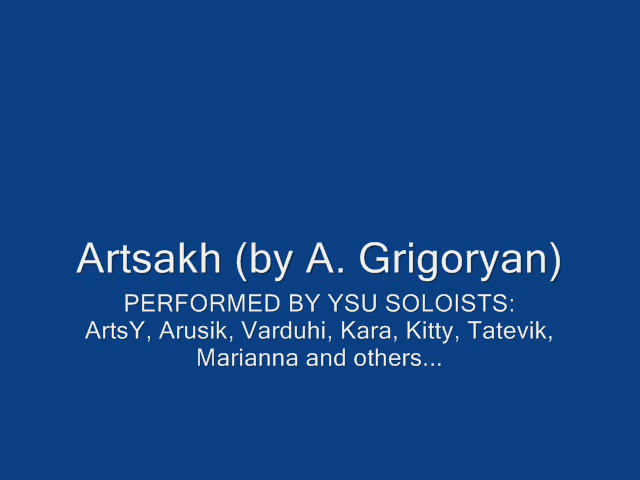 Artsakh (by A. Grigoryan)
PERFORMED BY YSU SOLOISTS:
ArtsY, Arusik, Varduhi, Kara, Kitty, Tatevik,
Marianna and others...